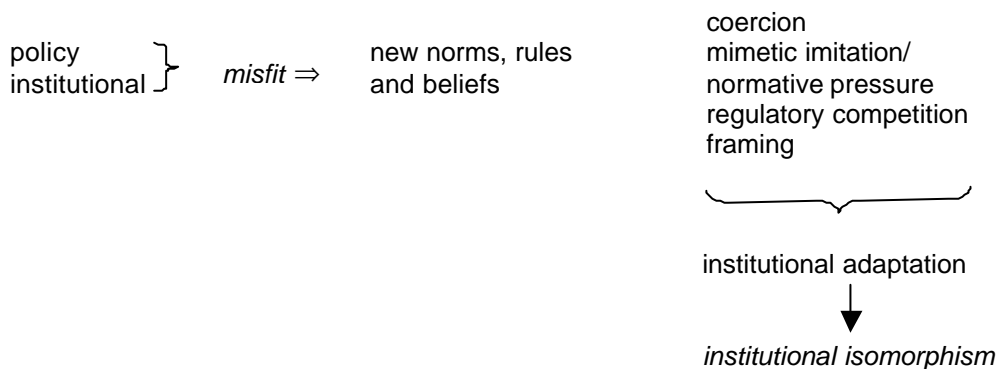 policy
institutional
misfit ⇒
new norms, rules
and beliefs
coercion
mimetic imitation/
normative pressure
regulatory competition
framing
institutional adaptation
institutional isomorphism